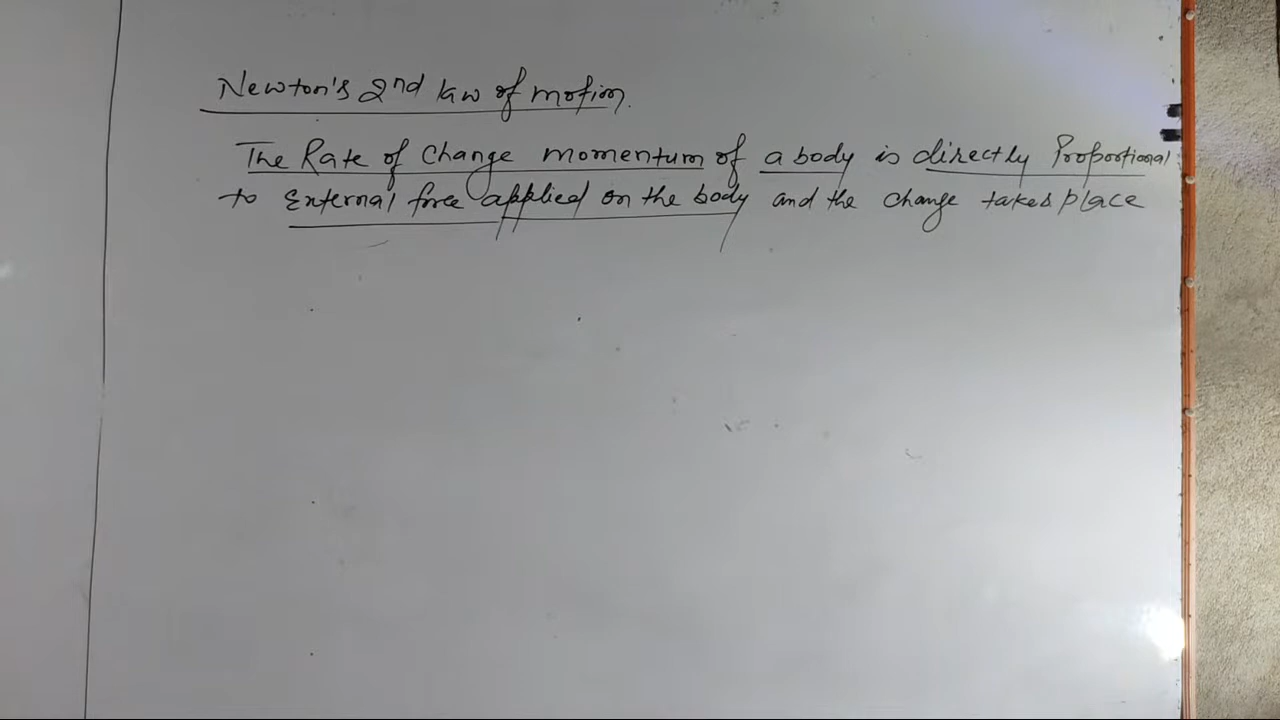 Newton's 2nd law of motion.
The Rate of change momentum of a body is directly Proportional
to External force applied on the body and the change takes place